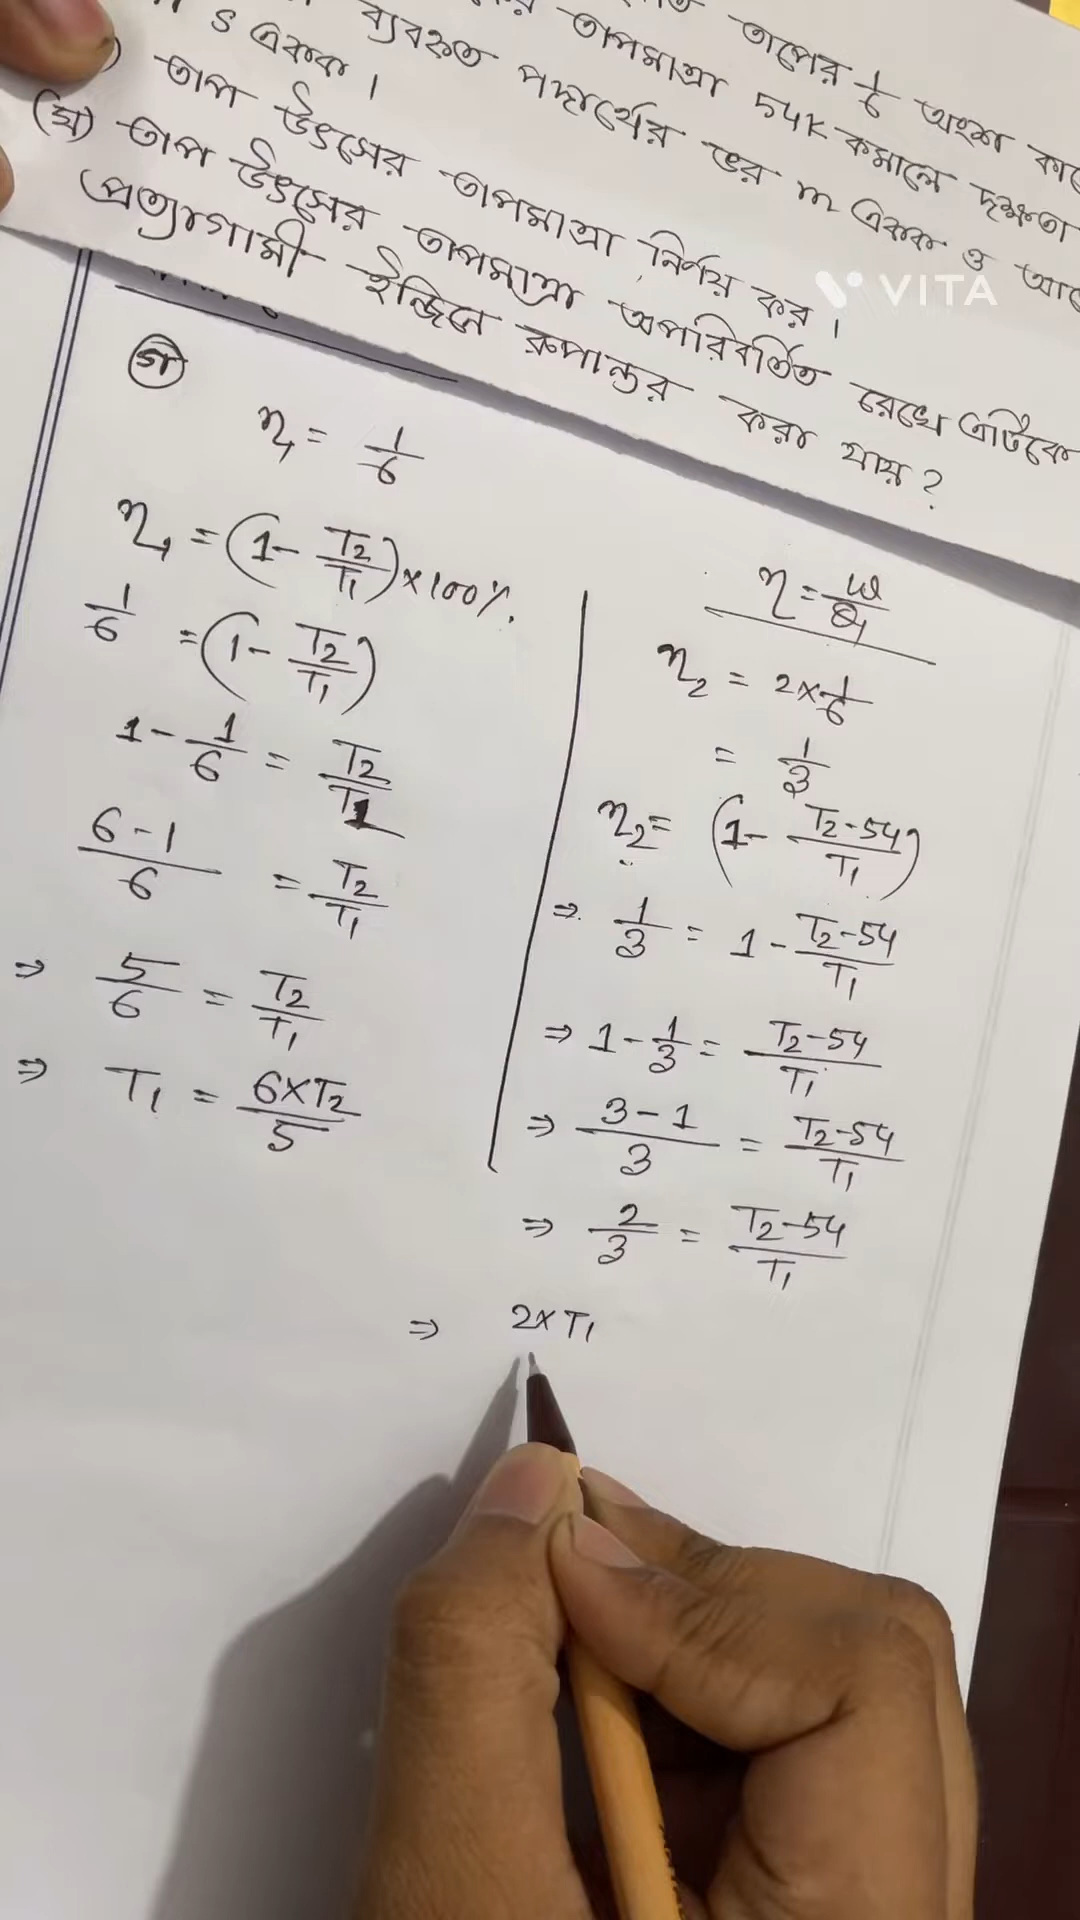 তাপের 1/6 অংশ
তাপমাত্রা 54K কমালে দক্ষতা
ব্যবহৃত পদার্থের ভর m একক ও
s একক।
তাপ উৎসের তাপমাত্রা নির্ণয় কর।
(ঘ) তাপ উৎসের তাপমাত্রা অপরিবর্তিত রেখে এটিকে
প্রত্যাগামী ইঞ্জিনে রুপান্তর করা যায়?
VITA
গ
η₁ = 1/6
η₁ = (1 - T₂/T₁) × 100%.
1/6 = (1 - T₂/T₁)
1 - 1/6 = T₂/T1
6 - 1/6 = T₂/T₁
⇒ 5/6 = T₂/T₁
⇒ T₁ = 6×T₂/5
η = W/Q₁
η₂ = 2×1/6
= 1/3
η₂ = (1 - T₂-54/T₁)
⇒ 1/3 = 1 - T₂-54/T₁
⇒ 1 - 1/3 = T₂-54/T₁
⇒ 3 - 1/3 = T₂-54/T₁
⇒ 2/3 = T₂-54/T₁
⇒ 2× T₁